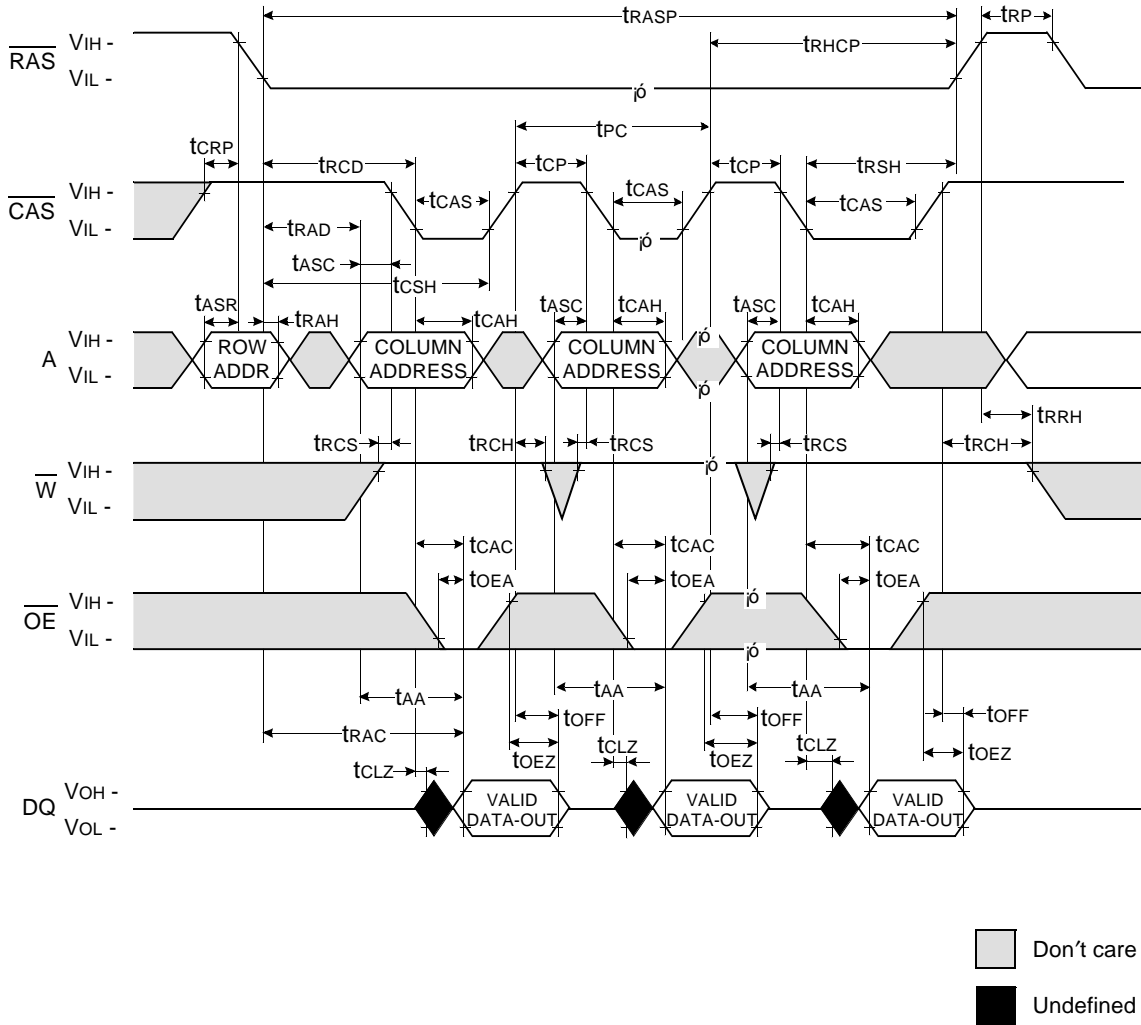 tRASP
tRP
RAS
VIH -
tRHCP
VIL -
¡ó
tCRP
tPC
tRCD
tCP
tCP
tRSH
CAS
VIH -
tCAS
tCAS
tCAS
VIL -
tRAD
¡ó
tASC
tCSH
tASR
tRAH
tCAH
tASC
tCAH
tASC
tCAH
A
VIH -
VIL -
ROW
ADDR
COLUMN
ADDRESS
COLUMN
ADDRESS
¡ó
¡ó
COLUMN
ADDRESS
tRRH
tRCS
tRCH
tRCS
tRCS
tRCH
W
VIH -
¡ó
VIL -
tCAC
tCAC
tCAC
tOEA
tOEA
tOEA
OE
VIH -
¡ó
VIL -
¡ó
tAA
tAA
tAA
tOFF
tOFF
tOFF
tRAC
tCLZ
tCLZ
tOEZ
tOEZ
tOEZ
tCLZ
DQ
VOH -
VOL -
VALID
DATA-OUT
VALID
DATA-OUT
VALID
DATA-OUT
Don′t care
Undefined